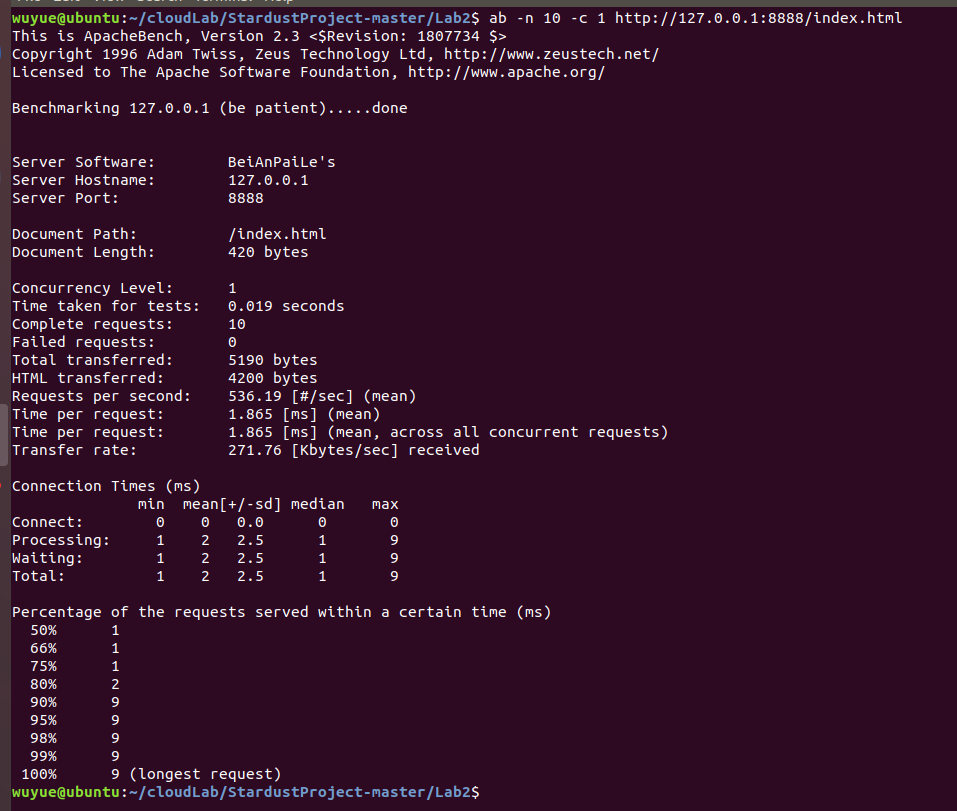 wuyue@ubuntu:~/cloudLab/StardustProject-master/Lab2$ ab -n 10 -c 1 http://127.0.0.1:8888/index.html
This is ApacheBench, Version 2.3 <$Revision: 1807734 $>
Copyright 1996 Adam Twiss, Zeus Technology Ltd, http://www.zeustech.net/
Licensed to The Apache Software Foundation, http://www.apache.org/

Benchmarking 127.0.0.1 (be patient).....done


Server Software:        BeiAnPaiLe's
Server Hostname:        127.0.0.1
Server Port:            8888

Document Path:          /index.html
Document Length:        420 bytes

Concurrency Level:      1
Time taken for tests:   0.019 seconds
Complete requests:      10
Failed requests:        0
Total transferred:      5190 bytes
HTML transferred:       4200 bytes
Requests per second:    536.19 [#/sec] (mean)
Time per request:       1.865 [ms] (mean)
Time per request:       1.865 [ms] (mean, across all concurrent requests)
Transfer rate:          271.76 [Kbytes/sec] received

Connection Times (ms)
              min  mean[+/-sd] median   max
Connect:        0    0   0.0      0       0
Processing:     1    2   2.5      1       9
Waiting:        1    2   2.5      1       9
Total:          1    2   2.5      1       9

Percentage of the requests served within a certain time (ms)
  50%      1
  66%      1
  75%      1
  80%      2
  90%      9
  95%      9
  98%      9
  99%      9
 100%      9 (longest request)
wuyue@ubuntu:~/cloudLab/StardustProject-master/Lab2$